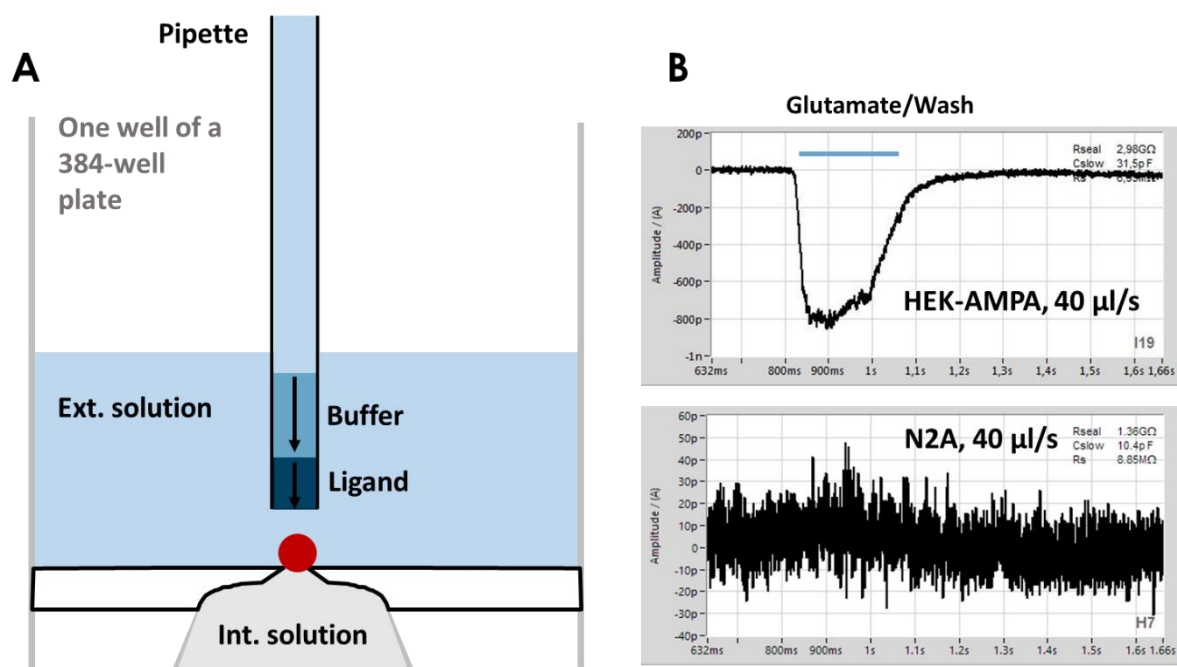 A
Pipette
One well of a
384-well
plate
Ext. solution
Buffer
Ligand
Int. solution
B
Glutamate/Wash
200p
0
-200p
-400p
-600p
-800p
-1n
Amplitude / (A)
Rseal 2,98GΩ
Cslow 31,5pF
Rs
HEK-AMPA, 40 µl/s
I19
632ms 800ms 900ms 1s 1,1s 1,2s 1,3s 1,4s 1,5s 1,6s 1,66s
60p
50p
40p
30p
20p
10p
0
-10p
-20p
-30p
-40p
Amplitude / (A)
N2A, 40 µl/s
Rseal 1.36GΩ
Cslow 10.4pF
Rs 8.85MΩ
H7
632ms 800ms 900ms 1s 1.1s 1.2s 1.3s 1.4s 1.5s 1.6s 1.66s